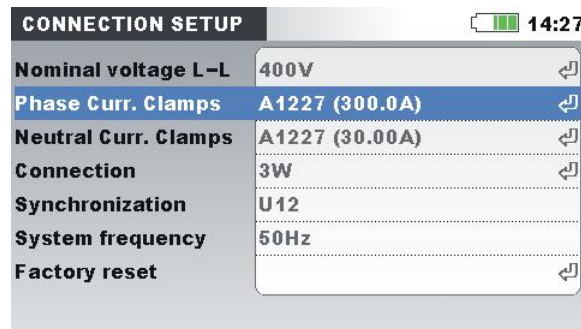 CONNECTION SETUP 14:27
Nominal voltage L-L 400V
Phase Curr. Clamps A1227 (300.0A)
Neutral Curr. Clamps A1227 (30.00A)
Connection 3W
Synchronization U12
System frequency 50Hz
Factory reset